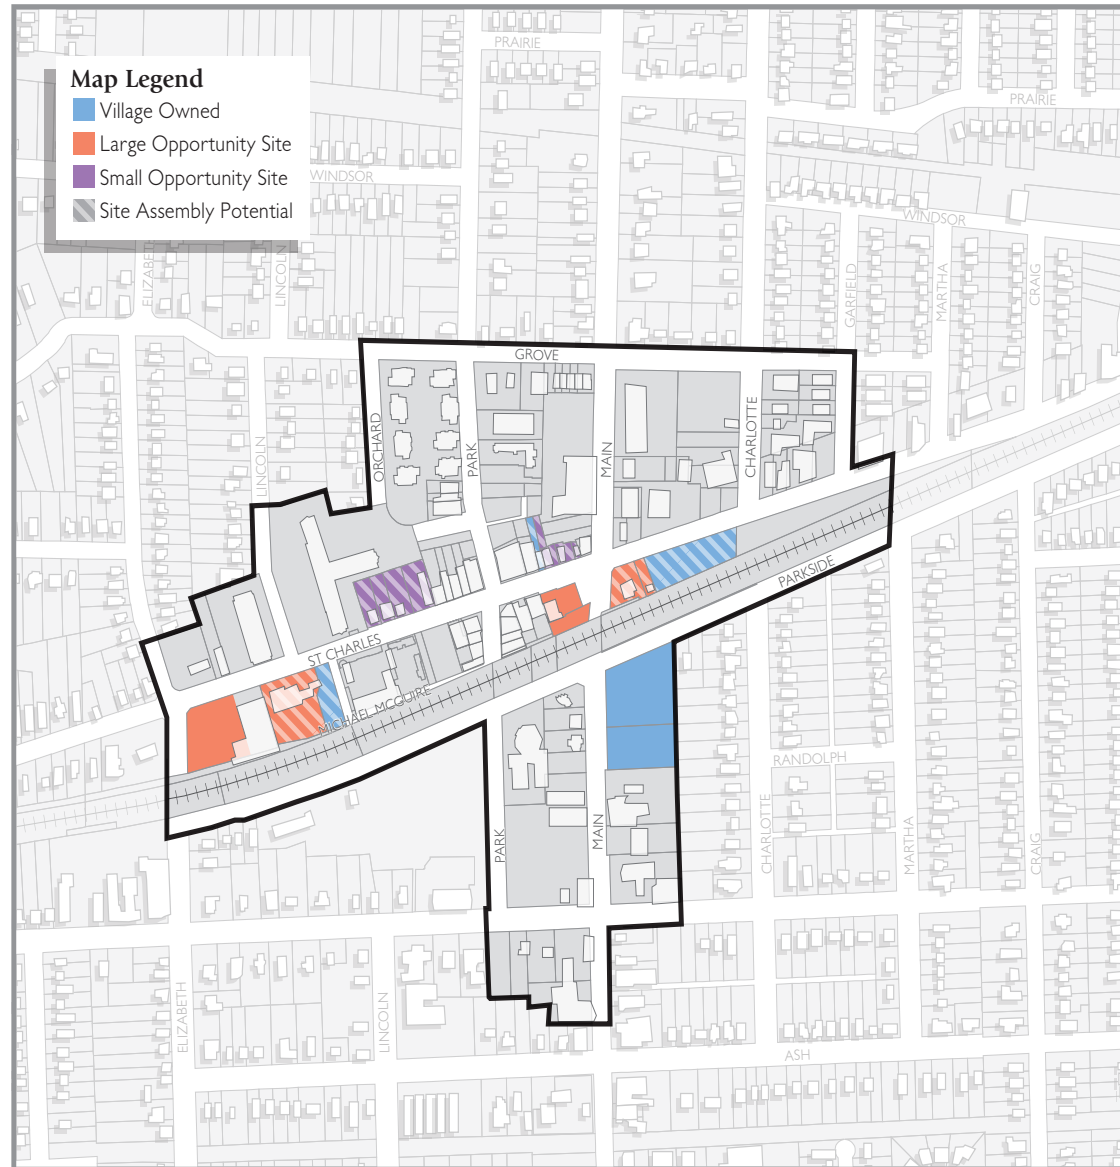 PRAIRIE
Map Legend
Village Owned
Large Opportunity Site
Small Opportunity Site
Site Assembly Potential
PRAIRIE
WINDSOR
WINDSOR
ELIZABETH
LINCOLN
GARFIELD
MARTHA
CRAIG
GROVE
ORCHARD
PARK
MAIN
CHARLOTTE
LINCOLN
PARKSIDE
ST CHARLES
MICHAEL MCGUIRE
RANDOLPH
PARK
MAIN
CHARLOTTE
MARTHA
CRAIG
ELIZABETH
LINCOLN
ASH